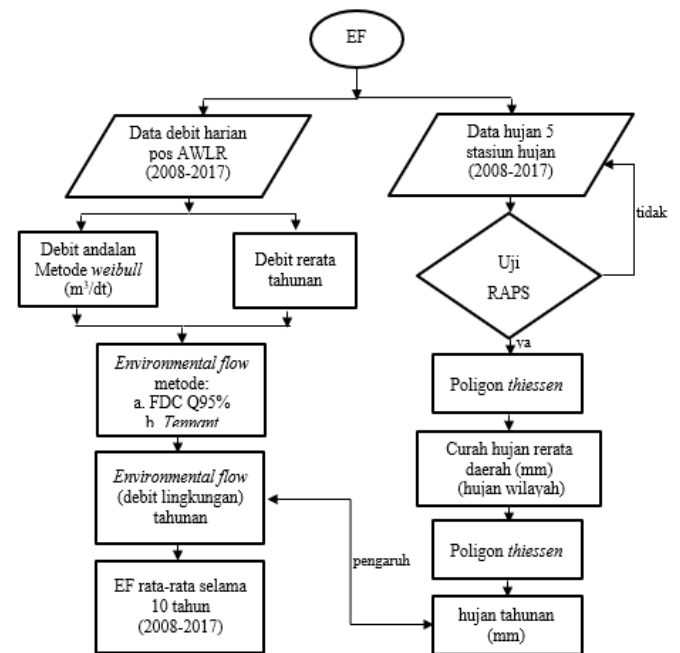 EF
Data debit harian
pos AWLR
(2008-2017)
Debit andalan
Metode weibull
(m³/dt)
Debit rerata
tahunan
Environmental flow
metode:
a. FDC Q95%
b. Tennant
Environmental flow
(debit lingkungan)
tahunan
EF rata-rata selama
10 tahun
(2008-2017)
Data hujan 5
stasiun hujan
(2008-2017)
tidak
Uji
RAPS
ya
Poligon thiessen
Curah hujan rerata
daerah (mm)
(hujan wilayah)
Poligon thiessen
pengaruh
hujan tahunan
(mm)